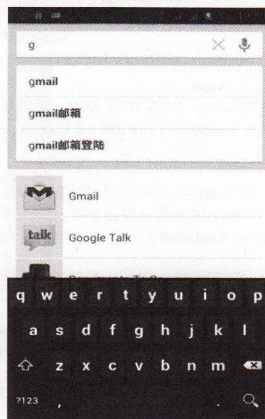 g
gmail
gmail邮箱
gmail邮箱登陆
Gmail
talk
Google Talk
q w e r t y u i o p
a s d f g h j k l
z x c v b n m
?123 , .